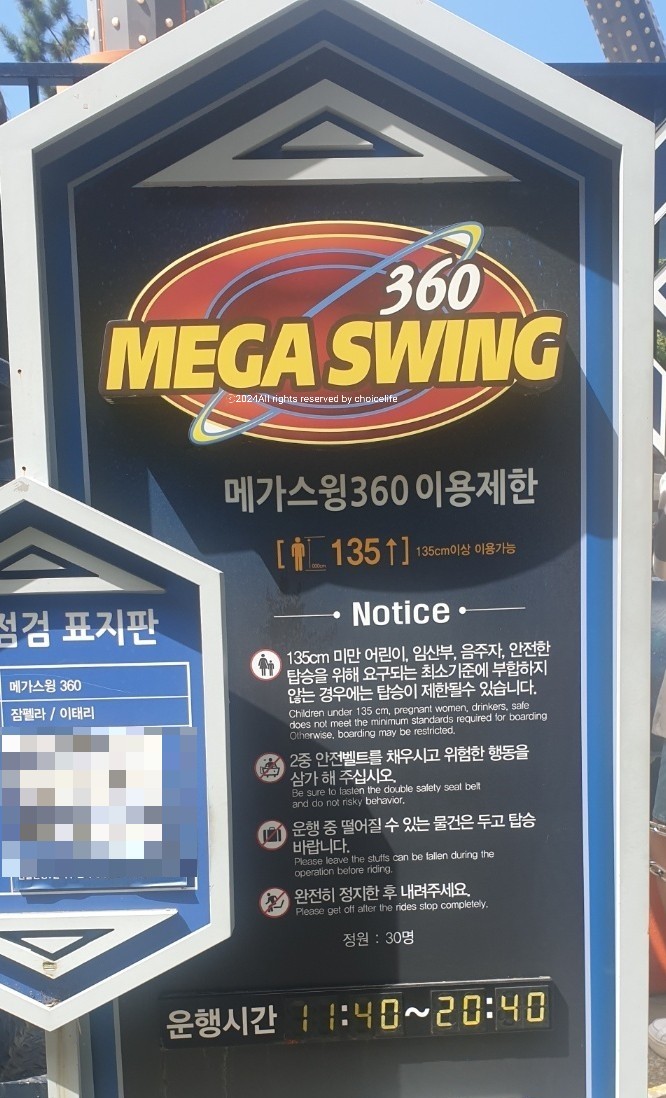 360
MEGA SWING
ⓒ2024All rights reserved by choicelife
메가스윙360 이용제한
[ 135↑] 135cm이상 이용가능
Notice
135cm 미만 어린이, 임산부, 음주자, 안전한
탑승을 위해 요구되는 최소기준에 부합하지
않는 경우에는 탑승이 제한될수 있습니다.
Children under 135 cm, pregnant women, drinkers, safe
does not meet the minimum standards required for boarding
Otherwise, boarding may be restricted.
2중 안전벨트를 채우시고 위험한 행동을
삼가 해 주십시오.
Be sure to fasten the double safety seat belt
and do not risky behavior.
운행 중 떨어질 수 있는 물건은 두고 탑승
바랍니다.
Please leave the stuffs can be fallen during the
operation before riding.
완전히 정지한 후 내려주세요.
Please get off after the rides stop completely.
정원 : 30명
운행시간 11:40~20:40
점검 표지판
메가스윙 360
잠펠라 / 이태리